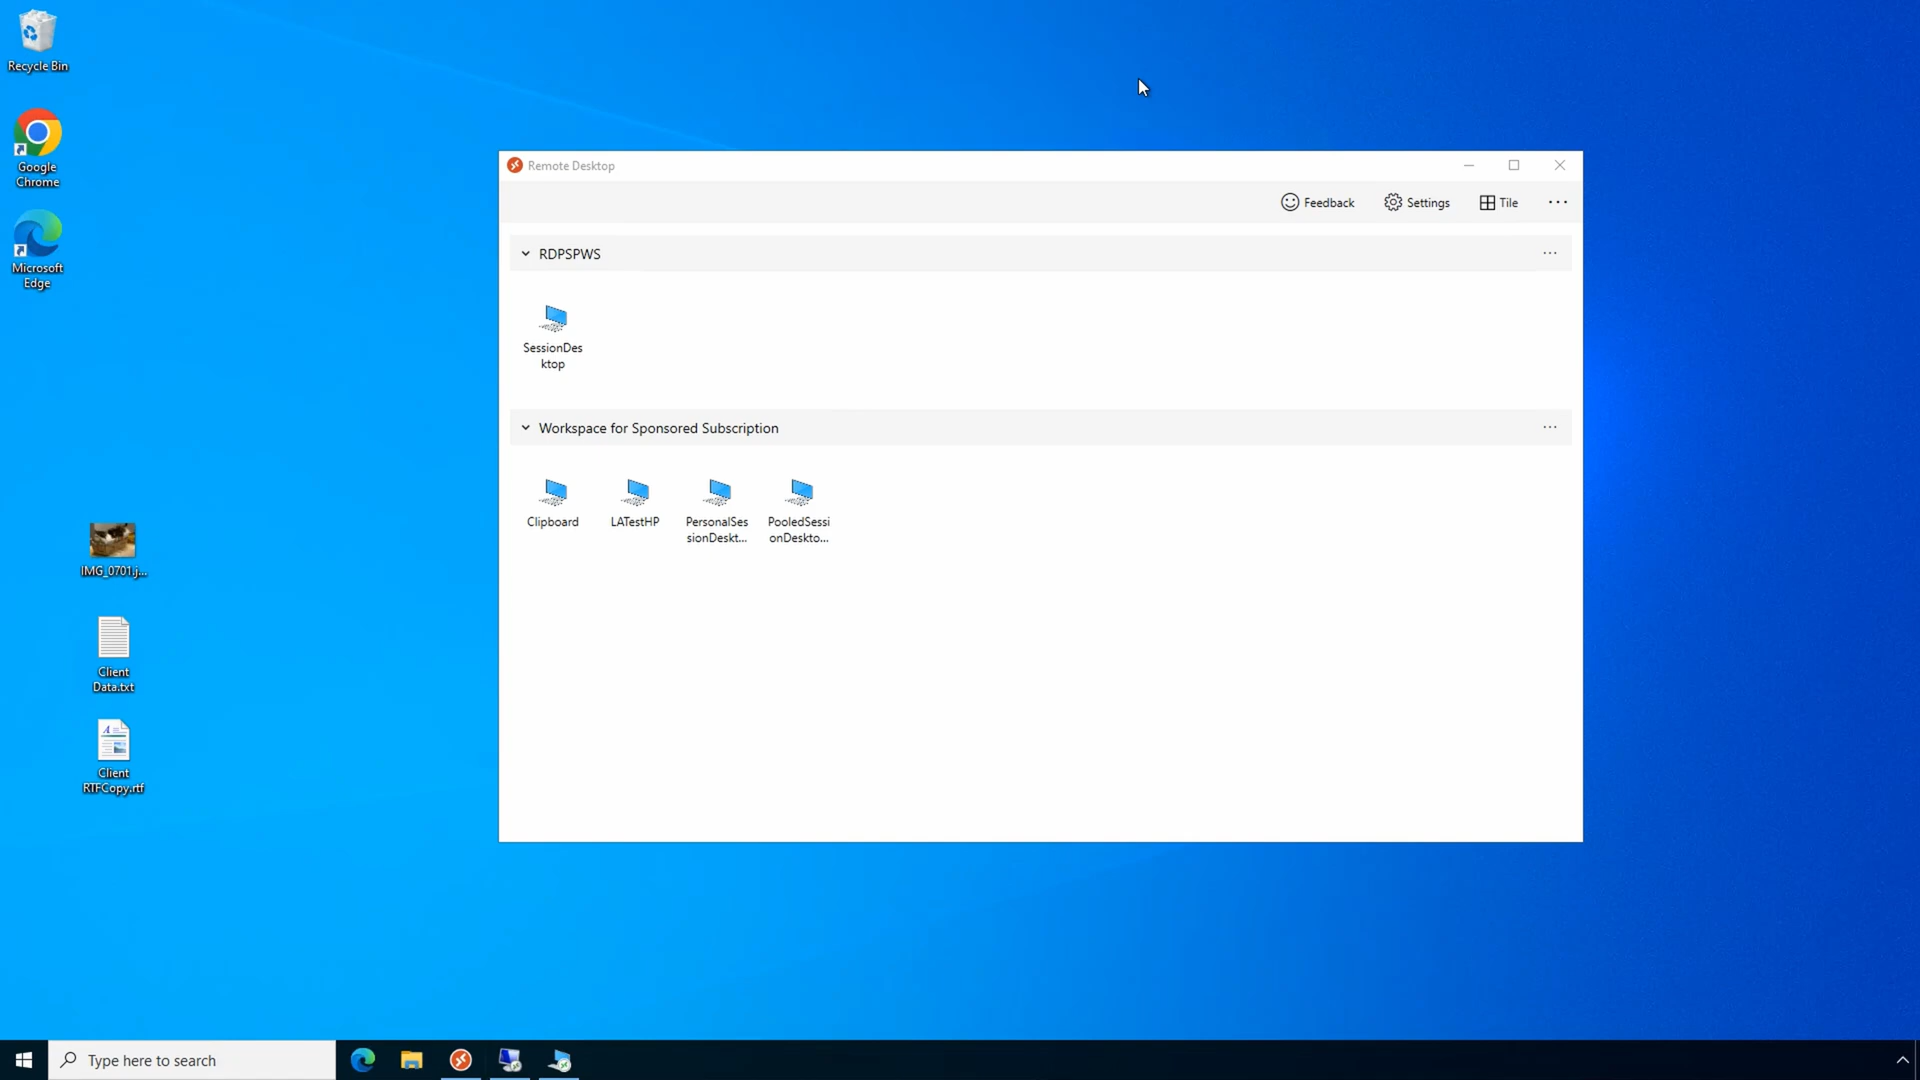 Recycle Bin
Google
Chrome
Microsoft
Edge
IMG_0701.j...
Client
Data.txt
Client
RTFCopy.rtf
Remote Desktop
Feedback
Settings
Tile
RDPSPWS
SessionDes
ktop
Workspace for Sponsored Subscription
Clipboard
LATestHP
PersonalSes
sionDeskt...
PooledSessi
onDeskto...
Type here to search